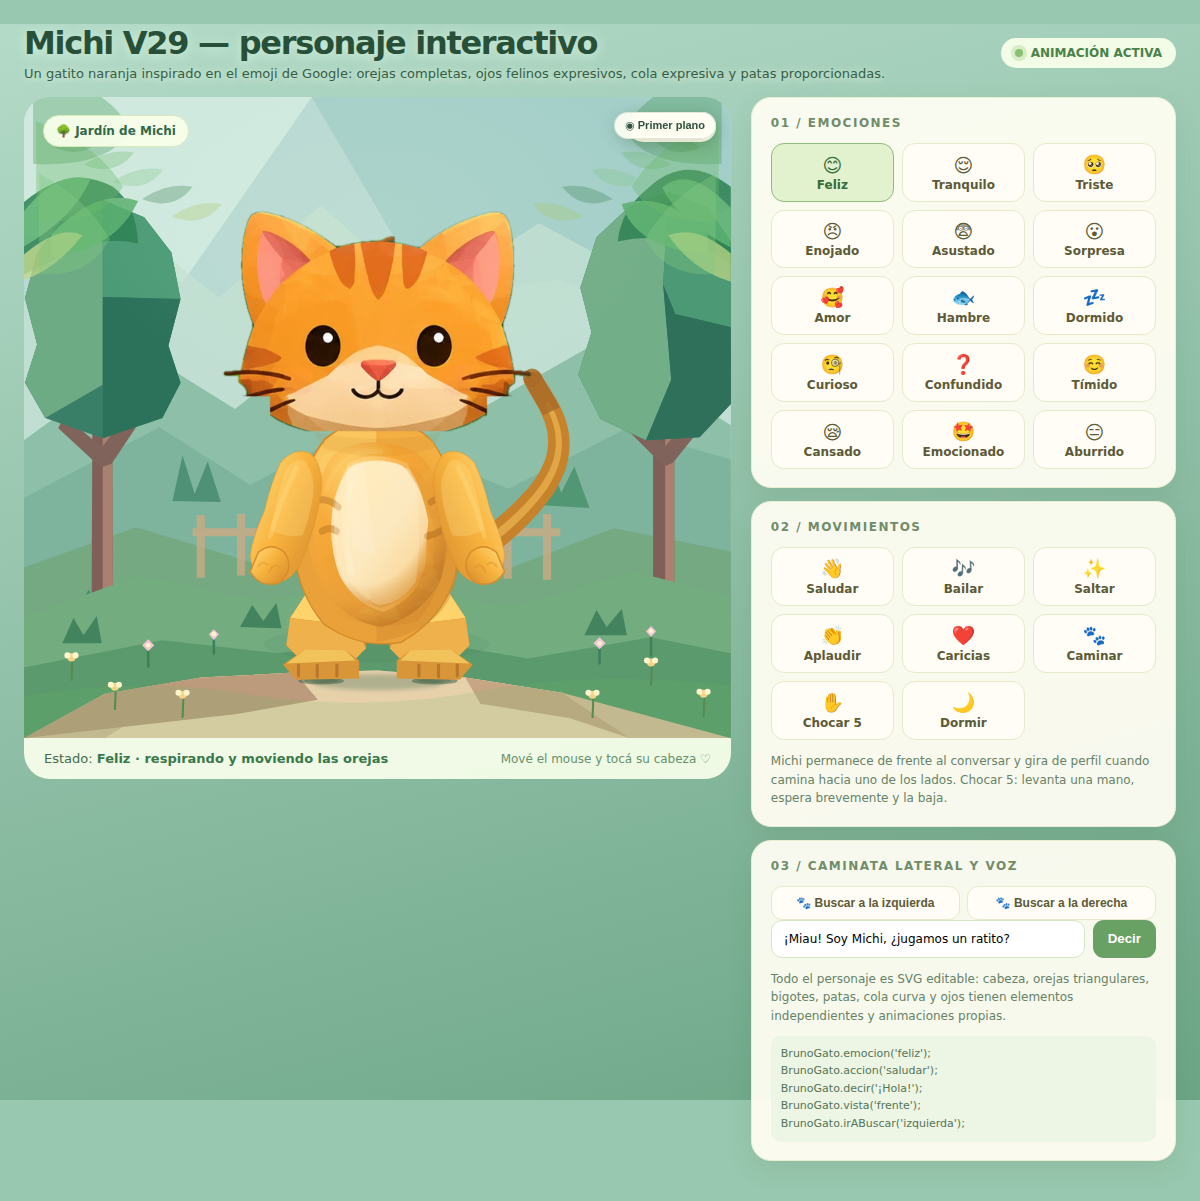 Michi V29 — personaje interactivo
Un gatito naranja inspirado en el emoji de Google: orejas completas, ojos felinos expresivos, cola expresiva y patas proporcionadas.
ANIMACIÓN ACTIVA
Jardín de Michi
Primer plano
Estado: Feliz · respirando y moviendo las orejas
Mové el mouse y tocá su cabeza ♡
01 / EMOCIONES
Feliz
Tranquilo
Triste
Enojado
Asustado
Sorpresa
Amor
Hambre
Dormido
Curioso
Confundido
Tímido
Cansado
Emocionado
Aburrido
02 / MOVIMIENTOS
Saludar
Bailar
Saltar
Aplaudir
Caricias
Caminar
Chocar 5
Dormir
Michi permanece de frente al conversar y gira de perfil cuando
camina hacia uno de los lados. Chocar 5: levanta una mano,
espera brevemente y la baja.
03 / CAMINATA LATERAL Y VOZ
Buscar a la izquierda
Buscar a la derecha
¡Miau! Soy Michi, ¿jugamos un ratito?
Decir
Todo el personaje es SVG editable: cabeza, orejas triangulares,
bigotes, patas, cola curva y ojos tienen elementos
independientes y animaciones propias.
BrunoGato.emocion('feliz');
BrunoGato.accion('saludar');
BrunoGato.decir('¡Hola!');
BrunoGato.vista('frente');
BrunoGato.irABuscar('izquierda');